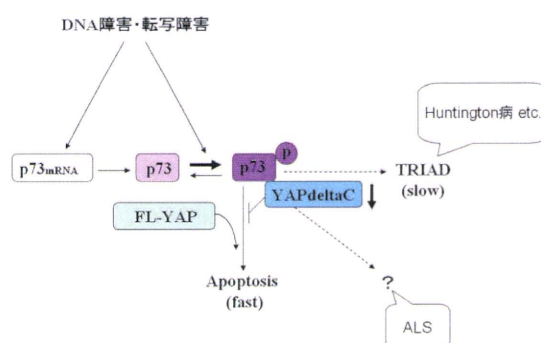 DNA障害・転写障害
Huntington病 etc.
p73mRNA
p73
p73
p
TRIAD
(slow)
YAPdeltaC
FL-YAP
Apoptosis
(fast)
?
ALS